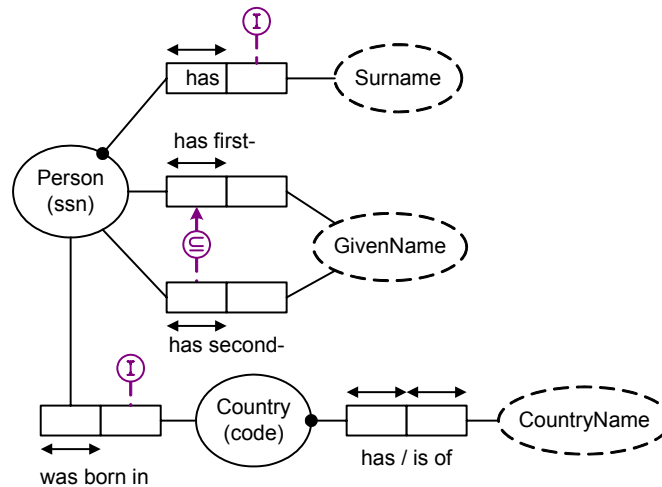 I
has
Surname
has first-
Person
(ssn)
GivenName
⊆
has second-
I
Country
(code)
CountryName
was born in
has / is of